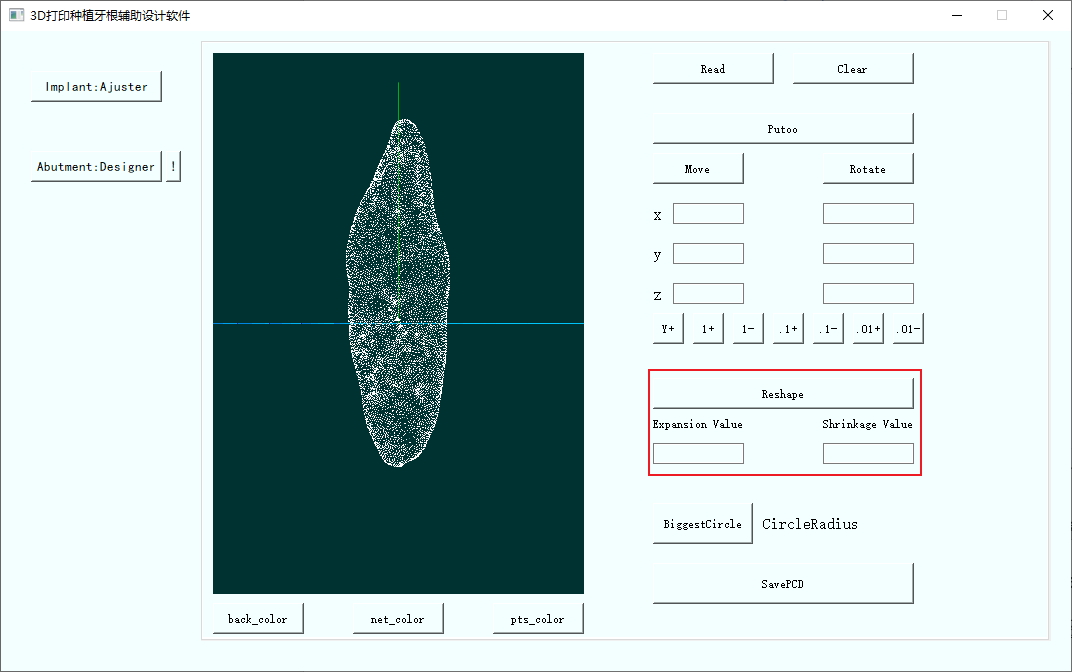 3D打印种植牙根辅助设计软件
Implant:Ajuster
Abutment:Designer !
Read Clear
Putoo
Move Rotate
x
y
z
Y+ 1+ 1- .1+ .1- .01+ .01-
Reshape
Expansion Value Shrinkage Value
BiggestCircle CircleRadius
SavePCD
back_color net_color pts_color